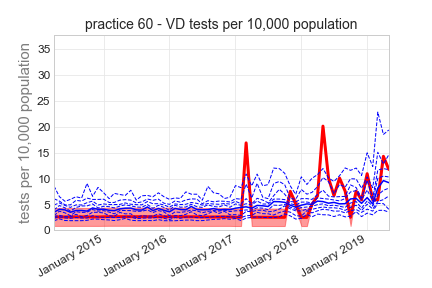 practice 60 - VD tests per 10,000 population
tests per 10,000 population
35
30
25
20
15
10
5
0
January 2015
January 2016
January 2017
January 2018
January 2019